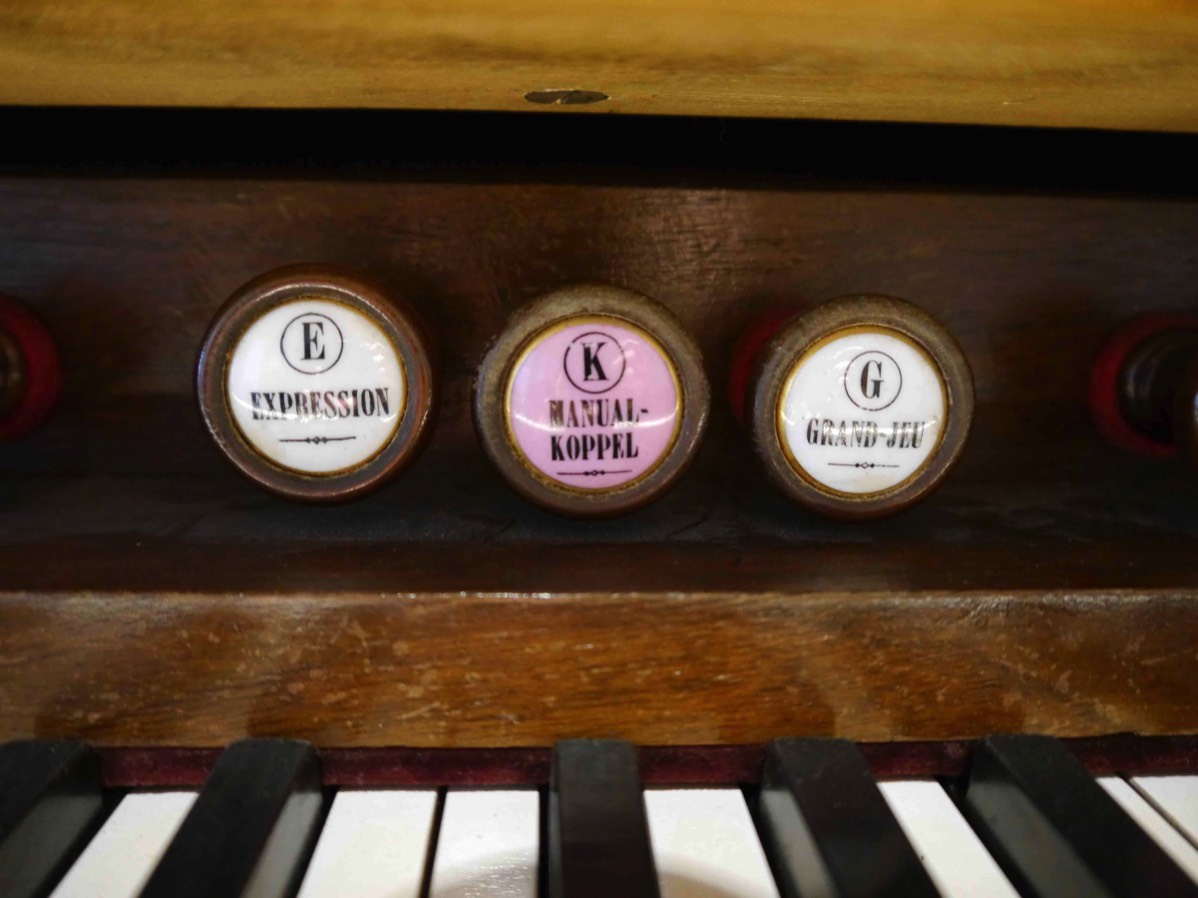 E
EXPRESSION
K
MANUAL-
KOPPEL
G
GRAND-JEU